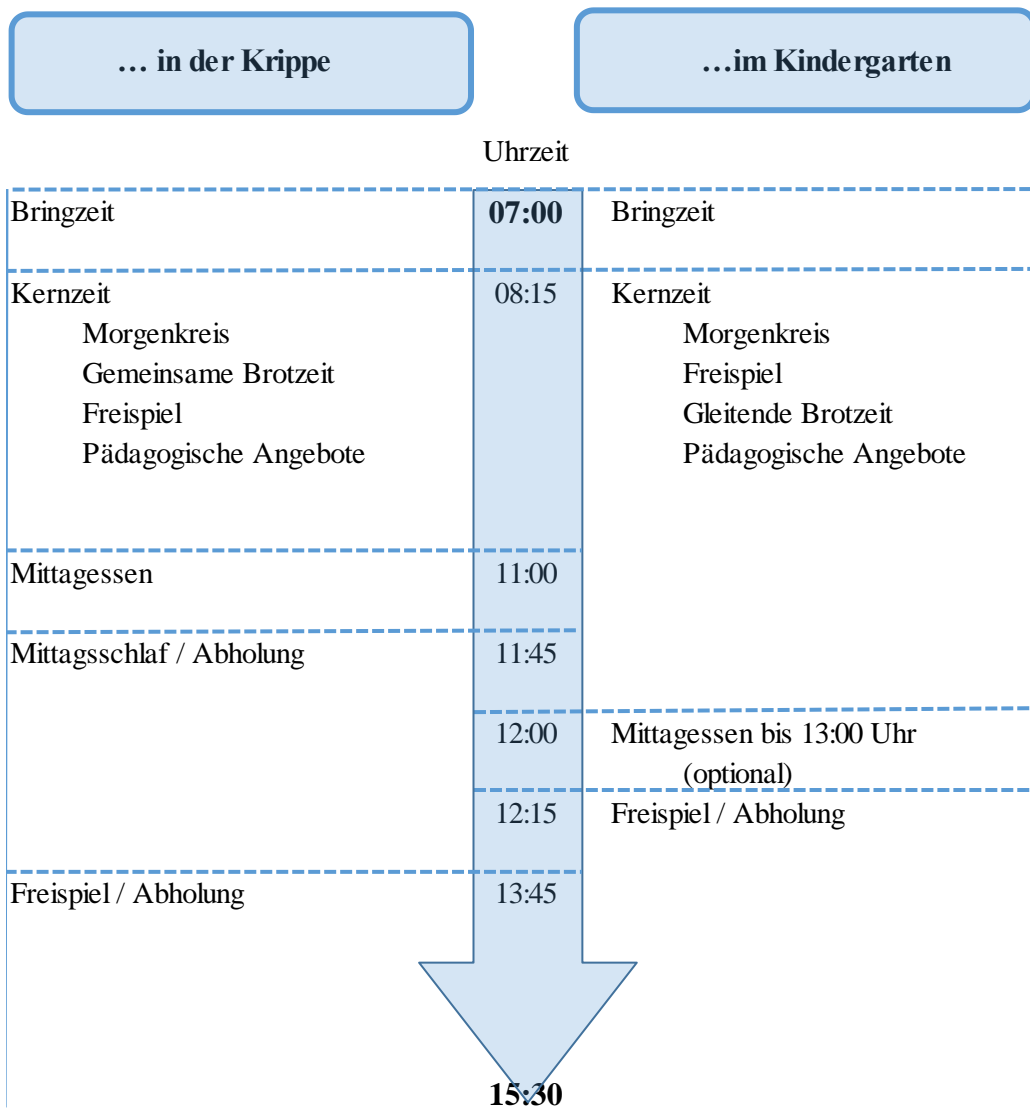 … in der Krippe
…im Kindergarten
Uhrzeit
Bringzeit 07:00 Bringzeit
Kernzeit 08:15 Kernzeit
Morgenkreis Morgenkreis
Gemeinsame Brotzeit Freispiel
Freispiel Gleitende Brotzeit
Pädagogische Angebote Pädagogische Angebote
Mittagessen 11:00
Mittagsschlaf / Abholung 11:45
12:00 Mittagessen bis 13:00 Uhr
(optional)
12:15 Freispiel / Abholung
Freispiel / Abholung 13:45
15:30